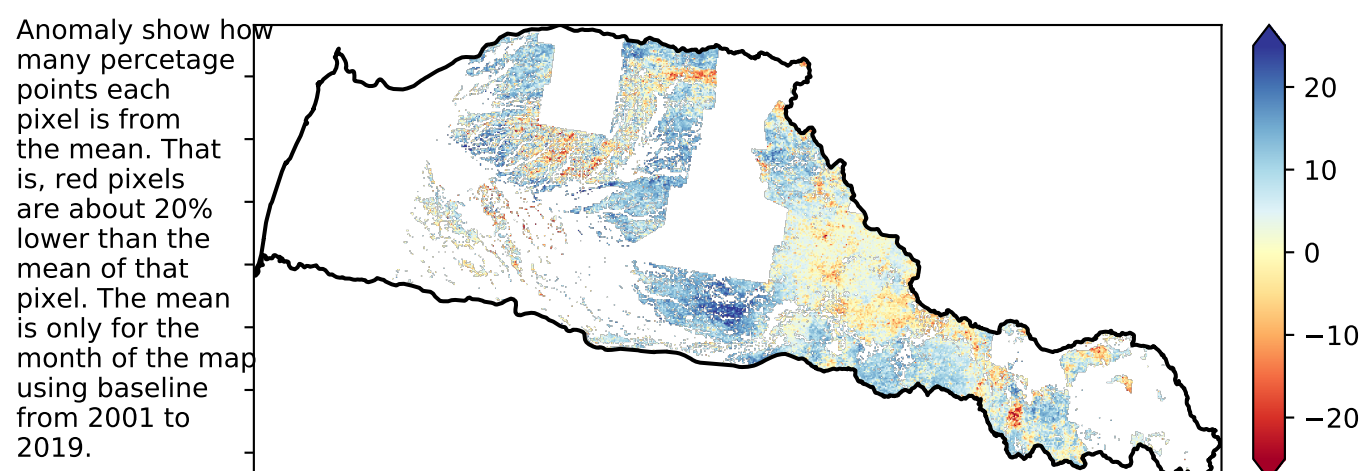 Anomaly show how
many percetage
points each
pixel is from
the mean. That
is, red pixels
are about 20%
lower than the
mean of that
pixel. The mean
is only for the
month of the map
using baseline
from 2001 to
2019.
20
10
0
−10
−20